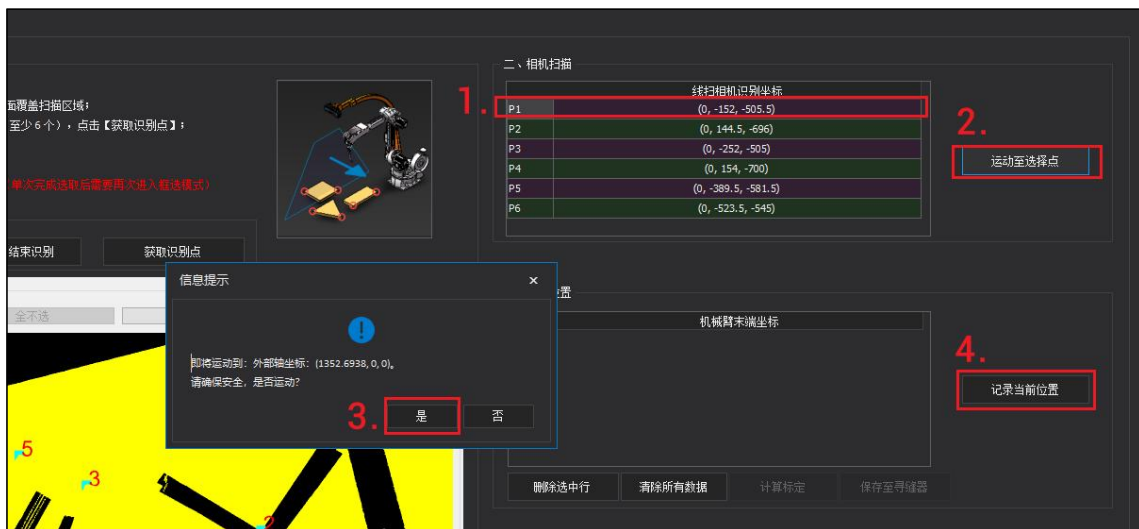 二、相机扫描
面覆盖扫描区域；
至少6个），点击【获取识别点】；
单次完成选取后需要再次进入框选模式）
结束识别
获取识别点
1.
线扫相机识别坐标
P1 (0, -152, -505.5)
P2 (0, 144.5, -696)
P3 (0, -252, -505)
P4 (0, 154, -700)
P5 (0, -389.5, -581.5)
P6 (0, -523.5, -545)
2.
运动至选择点
信息提示
×
即将运动到：外部轴坐标：(1352.6938, 0, 0)。
请确保安全，是否运动？
3.
是
否
全不选
5
3
2
位置
机械臂末端坐标
4.
记录当前位置
删除选中行
清除所有数据
计算标定
保存至寻缝器